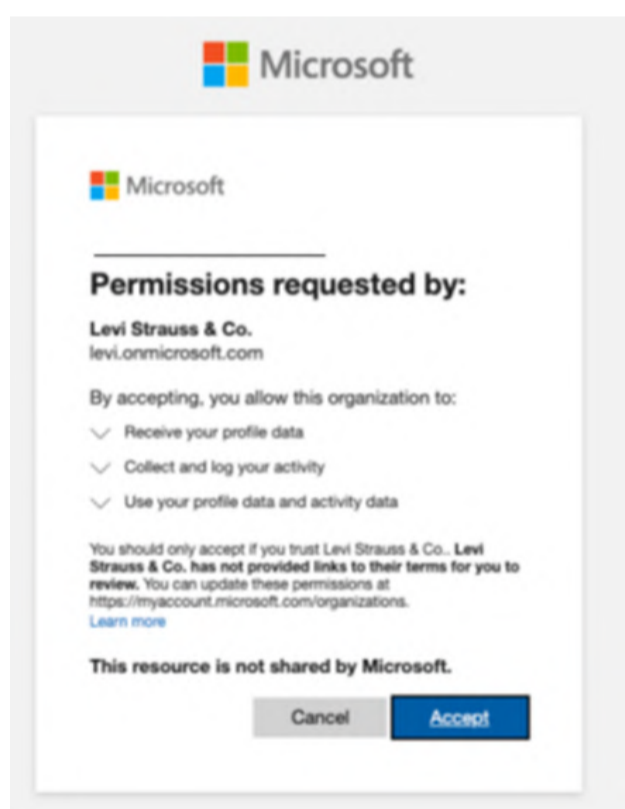 Microsoft
Microsoft
Permissions requested by:
Levi Strauss & Co.
levi.onmicrosoft.com
By accepting, you allow this organization to:
Receive your profile data
Collect and log your activity
Use your profile data and activity data
You should only accept if you trust Levi Strauss & Co.. Levi
Strauss & Co. has not provided links to their terms for you to
review. You can update these permissions at
https://myaccount.microsoft.com/organizations.
Learn more
This resource is not shared by Microsoft.
Cancel Accept